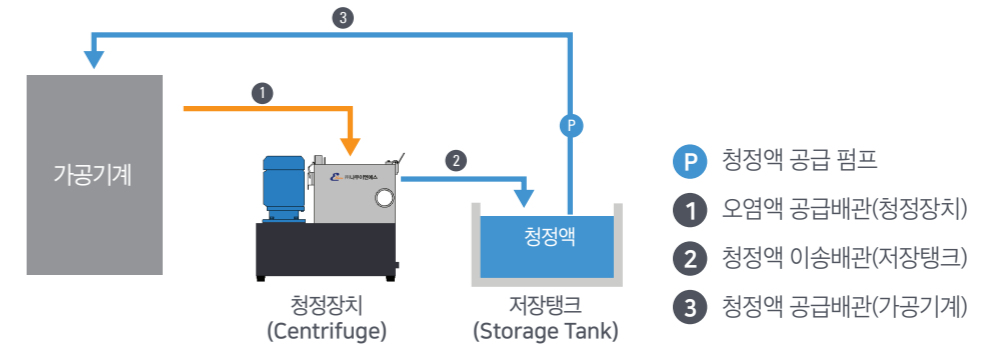 3
1
가공기계
P
2
청정액
청정장치
(Centrifuge)
저장탱크
(Storage Tank)
P 청정액 공급 펌프
1 오염액 공급배관(청정장치)
2 청정액 이송배관(저장탱크)
3 청정액 공급배관(가공기계)